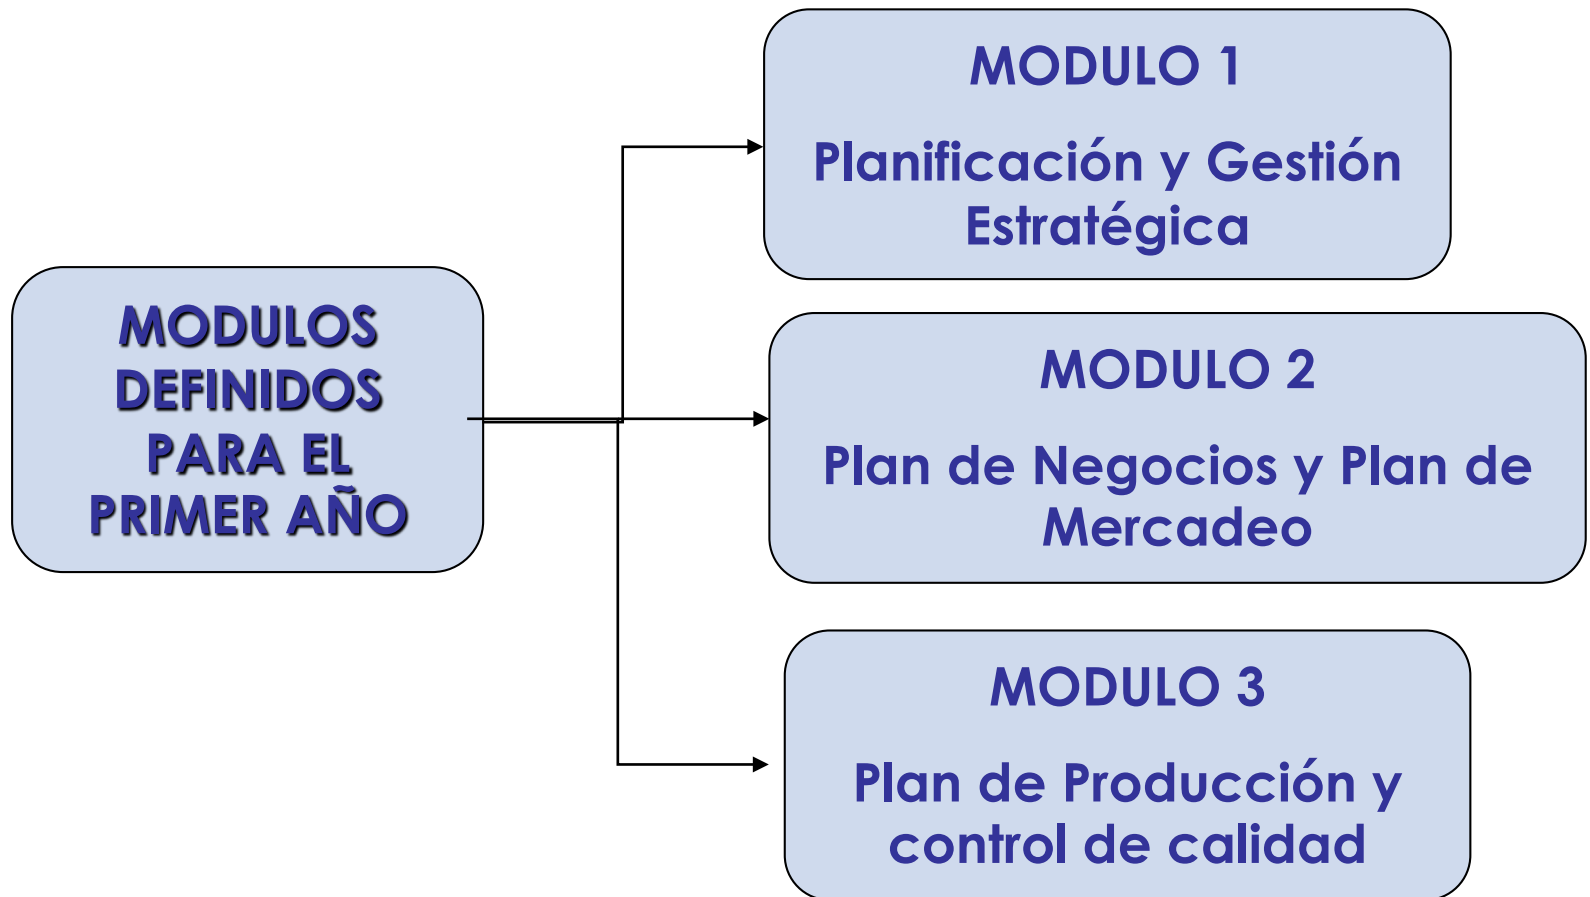 MODULOS
DEFINIDOS
PARA EL
PRIMER AÑO
MODULO 1
Planificación y Gestión
Estratégica
MODULO 2
Plan de Negocios y Plan de
Mercadeo
MODULO 3
Plan de Producción y
control de calidad